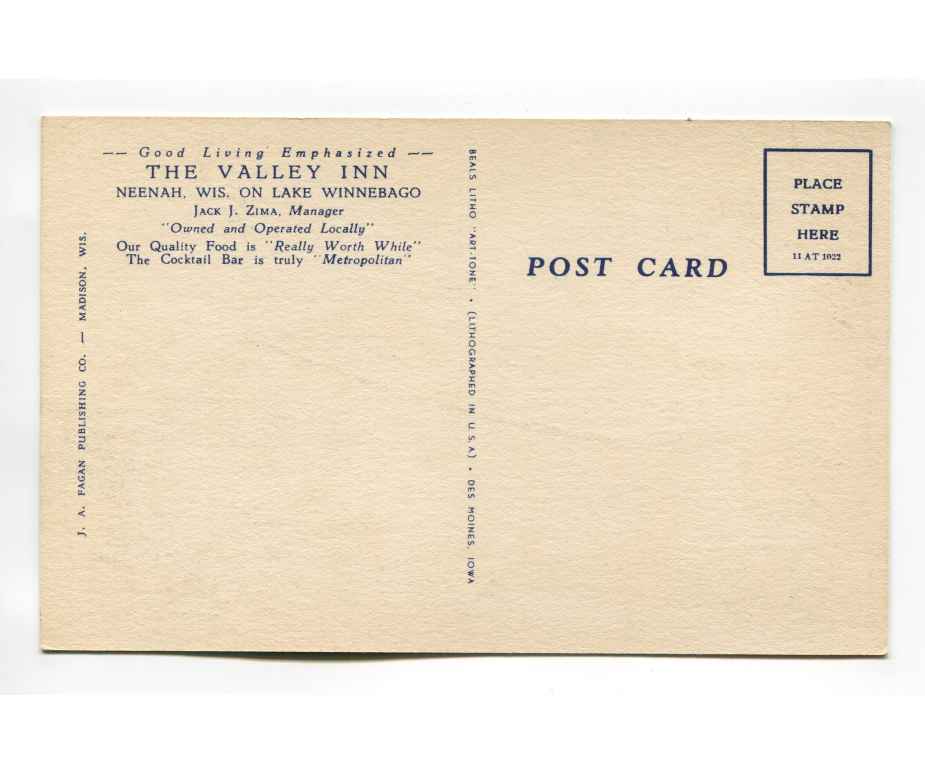 -- Good Living Emphasized --
THE VALLEY INN
NEENAH, WIS. ON LAKE WINNEBAGO
JACK J. ZIMA, Manager
"Owned and Operated Locally"
Our Quality Food is "Really Worth While"
The Cocktail Bar is truly "Metropolitan"
J. A. FAGAN PUBLISHING CO. — MADISON, WIS.
BEALS LITHO "ART-TONE" • (LITHOGRAPHED IN U.S.A.) • DES MOINES, IOWA
POST CARD
PLACE
STAMP
HERE
11 AT 1022